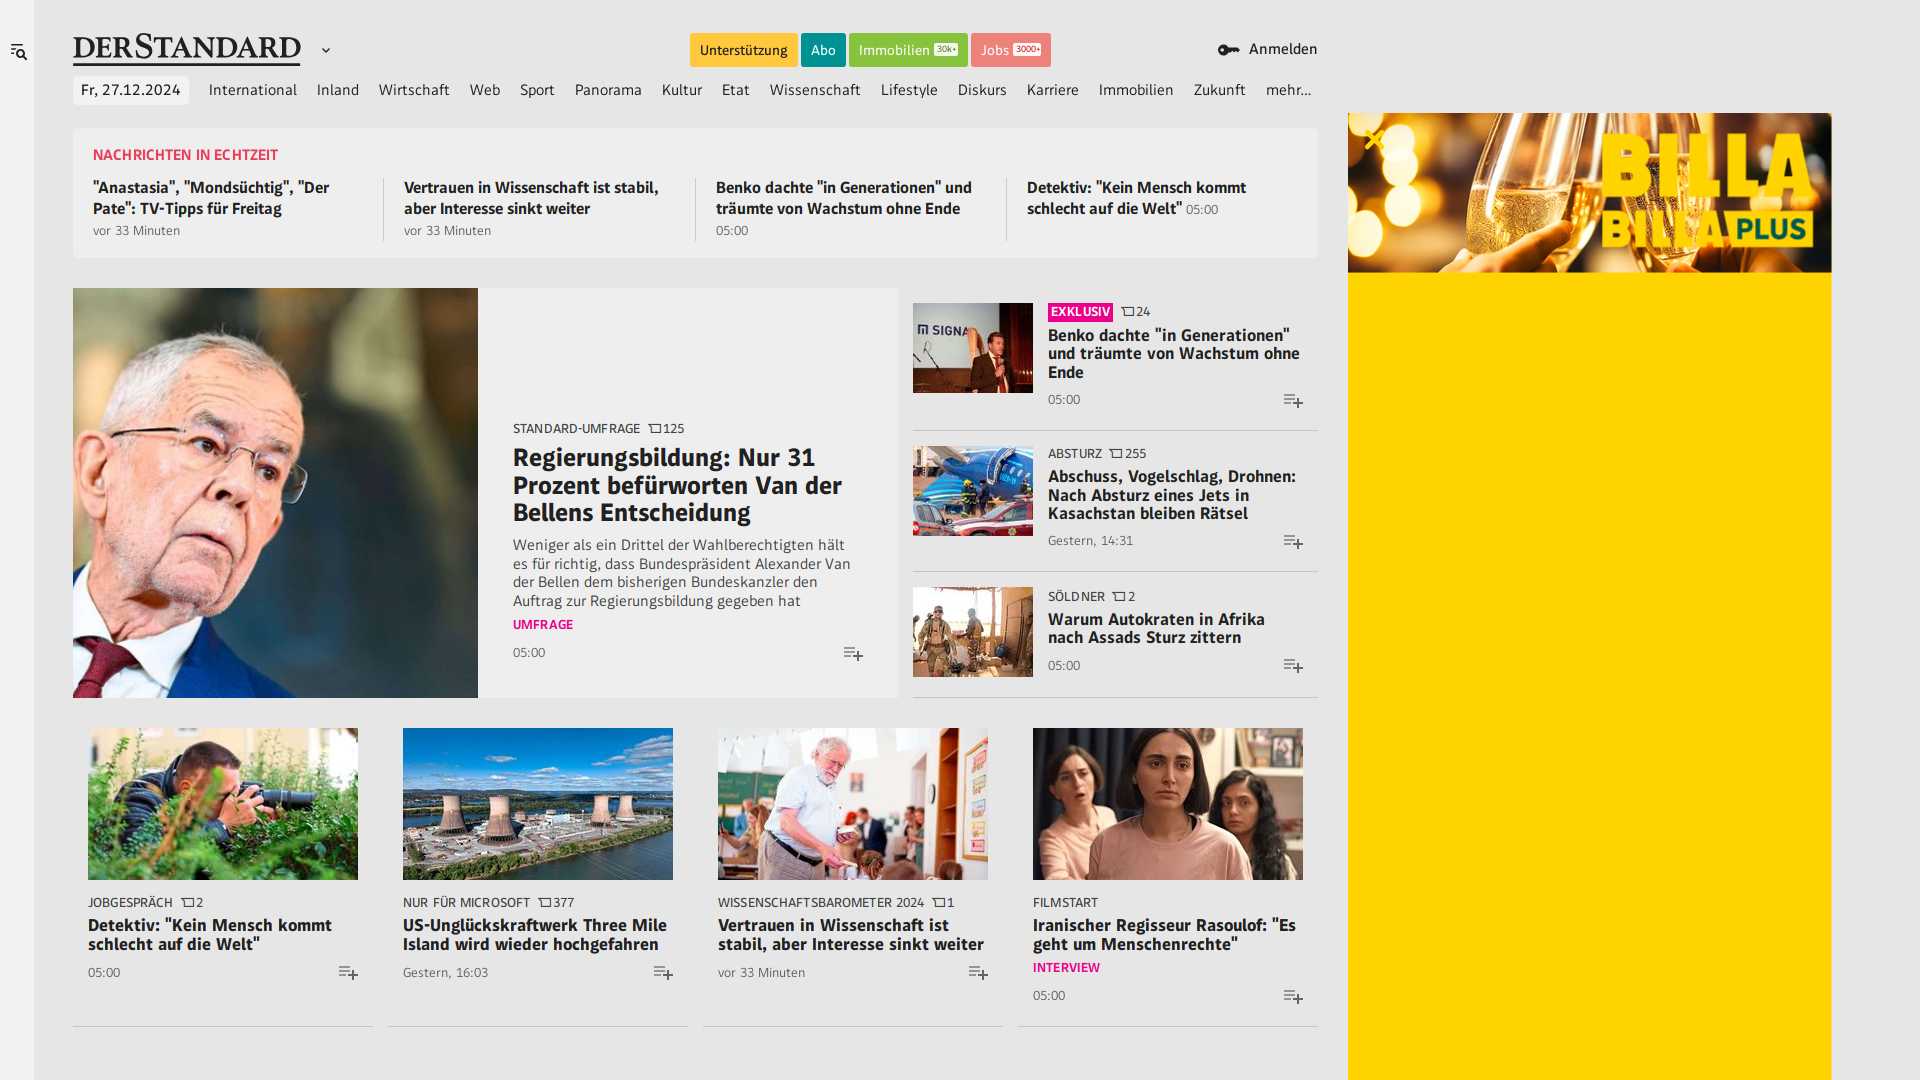 DERSTANDARD
Unterstützung
Abo
Immobilien 30k+
Jobs 3000+
Anmelden
Fr, 27.12.2024
International
Inland
Wirtschaft
Web
Sport
Panorama
Kultur
Etat
Wissenschaft
Lifestyle
Diskurs
Karriere
Immobilien
Zukunft
mehr...
NACHRICHTEN IN ECHTZEIT
"Anastasia", "Mondsüchtig", "Der
Pate": TV-Tipps für Freitag
vor 33 Minuten
Vertrauen in Wissenschaft ist stabil,
aber Interesse sinkt weiter
vor 33 Minuten
Benko dachte "in Generationen" und
träumte von Wachstum ohne Ende
05:00
Detektiv: "Kein Mensch kommt
schlecht auf die Welt" 05:00
BILLA
BILLA PLUS
STANDARD-UMFRAGE 125
Regierungsbildung: Nur 31
Prozent befürworten Van der
Bellens Entscheidung
Weniger als ein Drittel der Wahlberechtigten hält
es für richtig, dass Bundespräsident Alexander Van
der Bellen dem bisherigen Bundeskanzler den
Auftrag zur Regierungsbildung gegeben hat
UMFRAGE
05:00
SIGNA
EXKLUSIV 24
Benko dachte "in Generationen"
und träumte von Wachstum ohne
Ende
05:00
ABSTURZ 255
Abschuss, Vogelschlag, Drohnen:
Nach Absturz eines Jets in
Kasachstan bleiben Rätsel
Gestern, 14:31
SÖLDNER 2
Warum Autokraten in Afrika
nach Assads Sturz zittern
05:00
JOBGESPRÄCH 2
Detektiv: "Kein Mensch kommt
schlecht auf die Welt"
05:00
NUR FÜR MICROSOFT 377
US-Unglückskraftwerk Three Mile
Island wird wieder hochgefahren
Gestern, 16:03
WISSENSCHAFTSBAROMETER 2024 1
Vertrauen in Wissenschaft ist
stabil, aber Interesse sinkt weiter
vor 33 Minuten
FILMSTART
Iranischer Regisseur Rasoulof: "Es
geht um Menschenrechte"
INTERVIEW
05:00